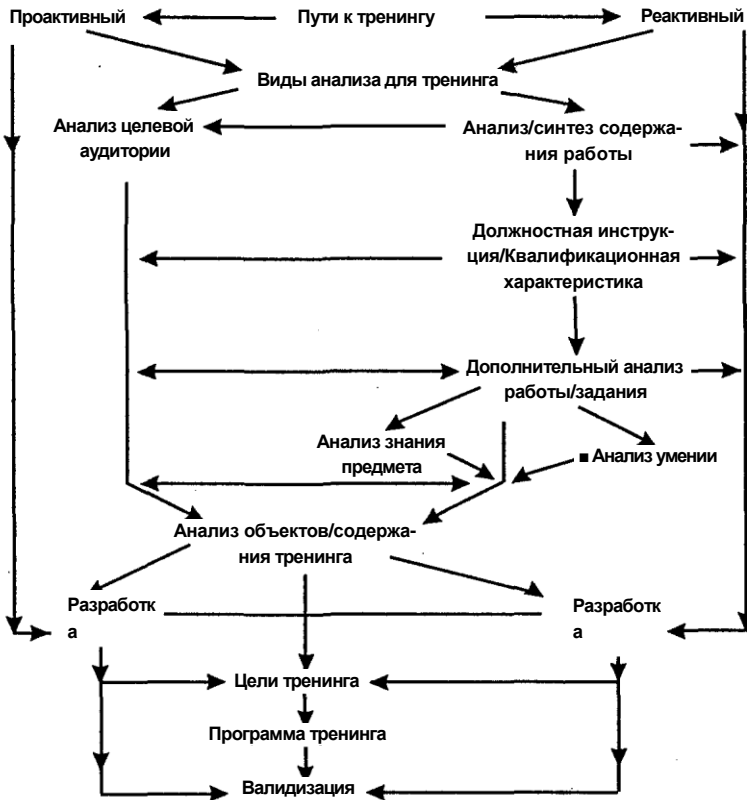 Проактивный Пути к тренингу Реактивный
Виды анализа для тренинга
Анализ целевой
аудитории
Анализ/синтез содержа-
ния работы
Должностная инструк-
ция/Квалификационная
характеристика
Дополнительный анализ
работы/задания
Анализ знания
предмета
■ Анализ умении
Анализ объектов/содержа-
ния тренинга
Разработк
а
Разработк
а
Цели тренинга
Программа тренинга
Валидизация